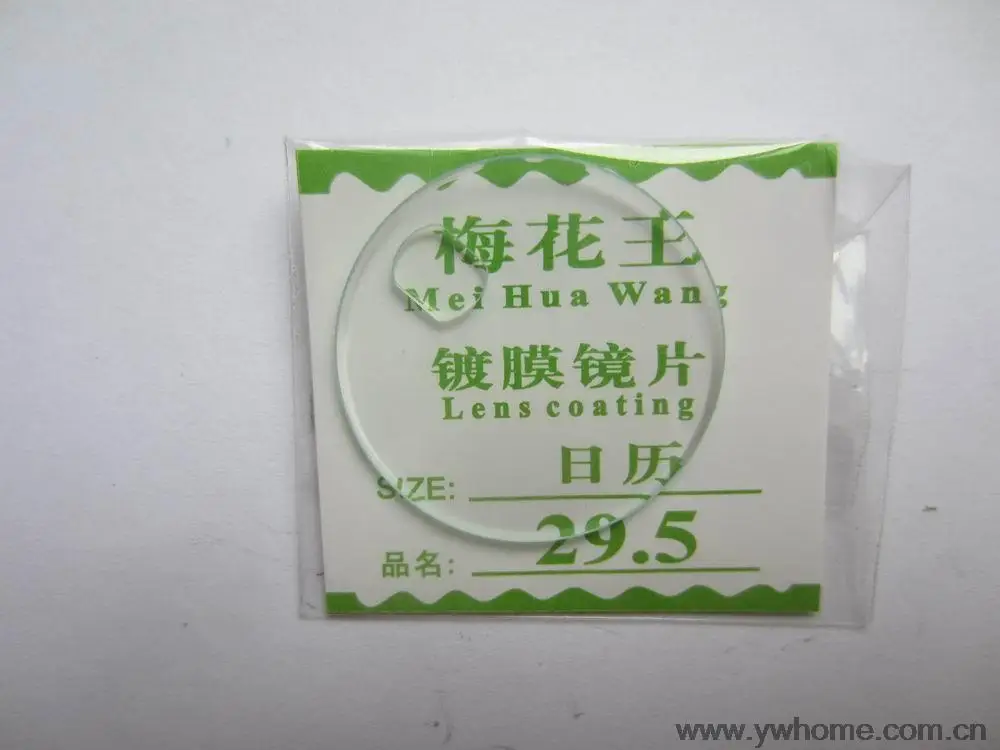 梅花王
Mei Hua Wang
镀膜镜片
Lens coating
SIZE: 日历
品名: 29.5
www.ywhome.com.cn